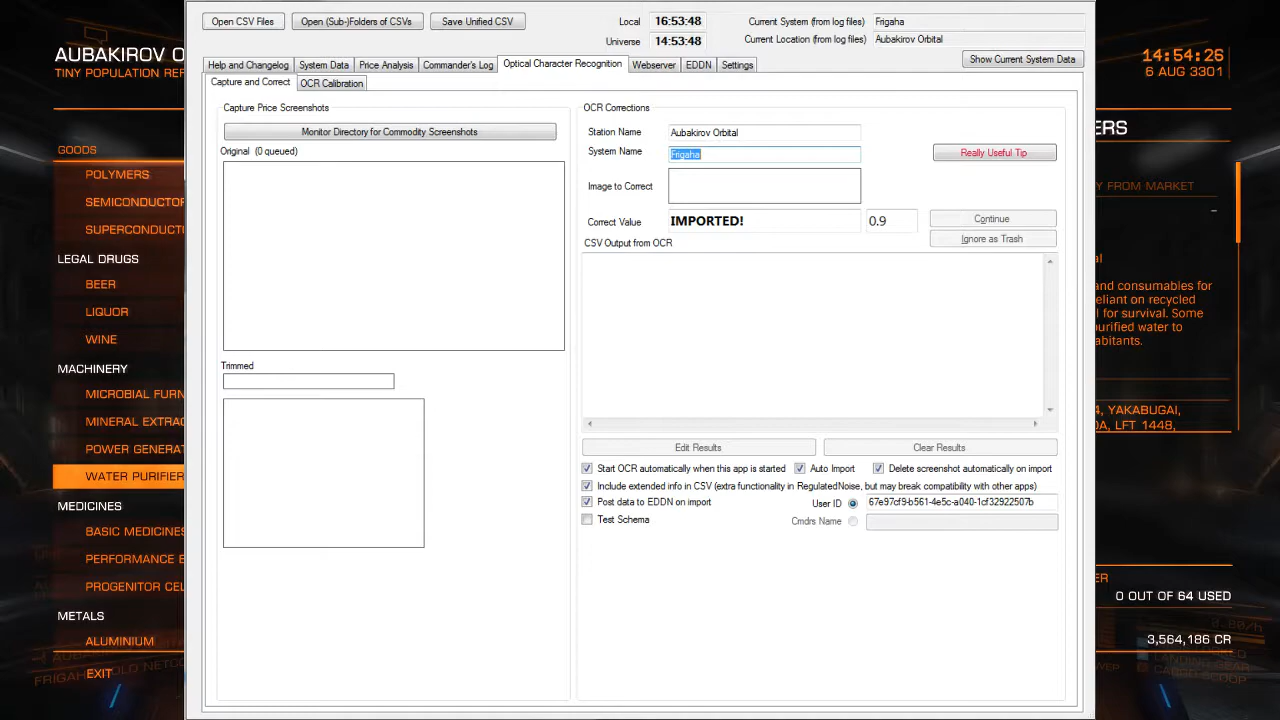 Open CSV Files
Open (Sub-)Folders of CSVs
Save Unified CSV
Local
16:53:48
Universe
14:53:48
Current System (from log files)
Frigaha
Current Location (from log files)
Aubakirov Orbital
Show Current System Data
Help and Changelog
System Data
Price Analysis
Commander's Log
Optical Character Recognition
Webserver
EDDN
Settings
Capture and Correct
OCR Calibration
Capture Price Screenshots
Monitor Directory for Commodity Screenshots
Original (0 queued)
Trimmed
OCR Corrections
Station Name
Aubakirov Orbital
System Name
Frigaha
Really Useful Tip
Image to Correct
Correct Value
IMPORTED!
0.9
Continue
Ignore as Trash
CSV Output from OCR
Edit Results
Clear Results
Start OCR automatically when this app is started
Auto Import
Delete screenshot automatically on import
Include extended info in CSV (extra functionality in RegulatedNoise, but may break compatibility with other apps)
Post data to EDDN on import
User ID
67e97cf9-b561-4e5c-a040-1cf32922507b
Test Schema
Cmdrs Name
AUBAKIROV O
TINY POPULATION RE
GOODS
POLYMERS
SEMICONDUCTOR
SUPERCONDUCTO
LEGAL DRUGS
BEER
LIQUOR
WINE
MACHINERY
MICROBIAL FURN
MINERAL EXTRAC
POWER GENERAT
WATER PURIFIER
MEDICINES
BASIC MEDICINES
PERFORMANCE E
PROGENITOR CEL
METALS
ALUMINIUM
EXIT
14:54:26
6 AUG 3301
ERS
Y FROM MARKET
al
and consumables for
eliant on recycled
l for survival. Some
purified water to
habitants.
4, YAKABUGAI,
DA, LFT 1448,
ER
0 OUT OF 64 USED
3,564,186 CR
LANDING GEAR
CARGO SCOOP